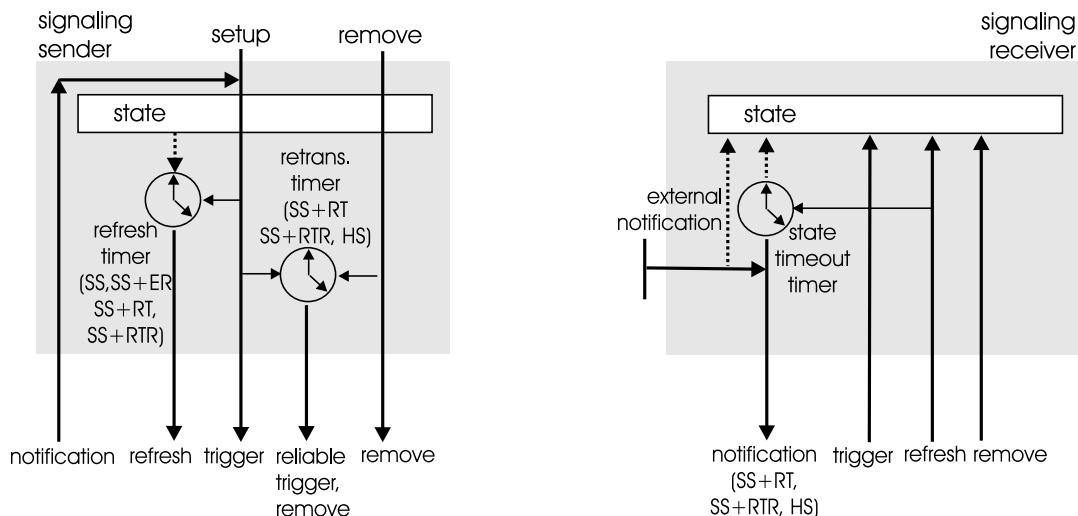 signaling
sender
setup
remove
state
retrans.
timer
(SS+RT
SS+RTR, HS)
refresh
timer
(SS,SS+ER
SS+RT,
SS+RTR)
notification
refresh
trigger
reliable
trigger,
remove
remove
signaling
receiver
state
external
notification
state
timeout
timer
notification
(SS+RT,
SS+RTR, HS)
trigger
refresh
remove